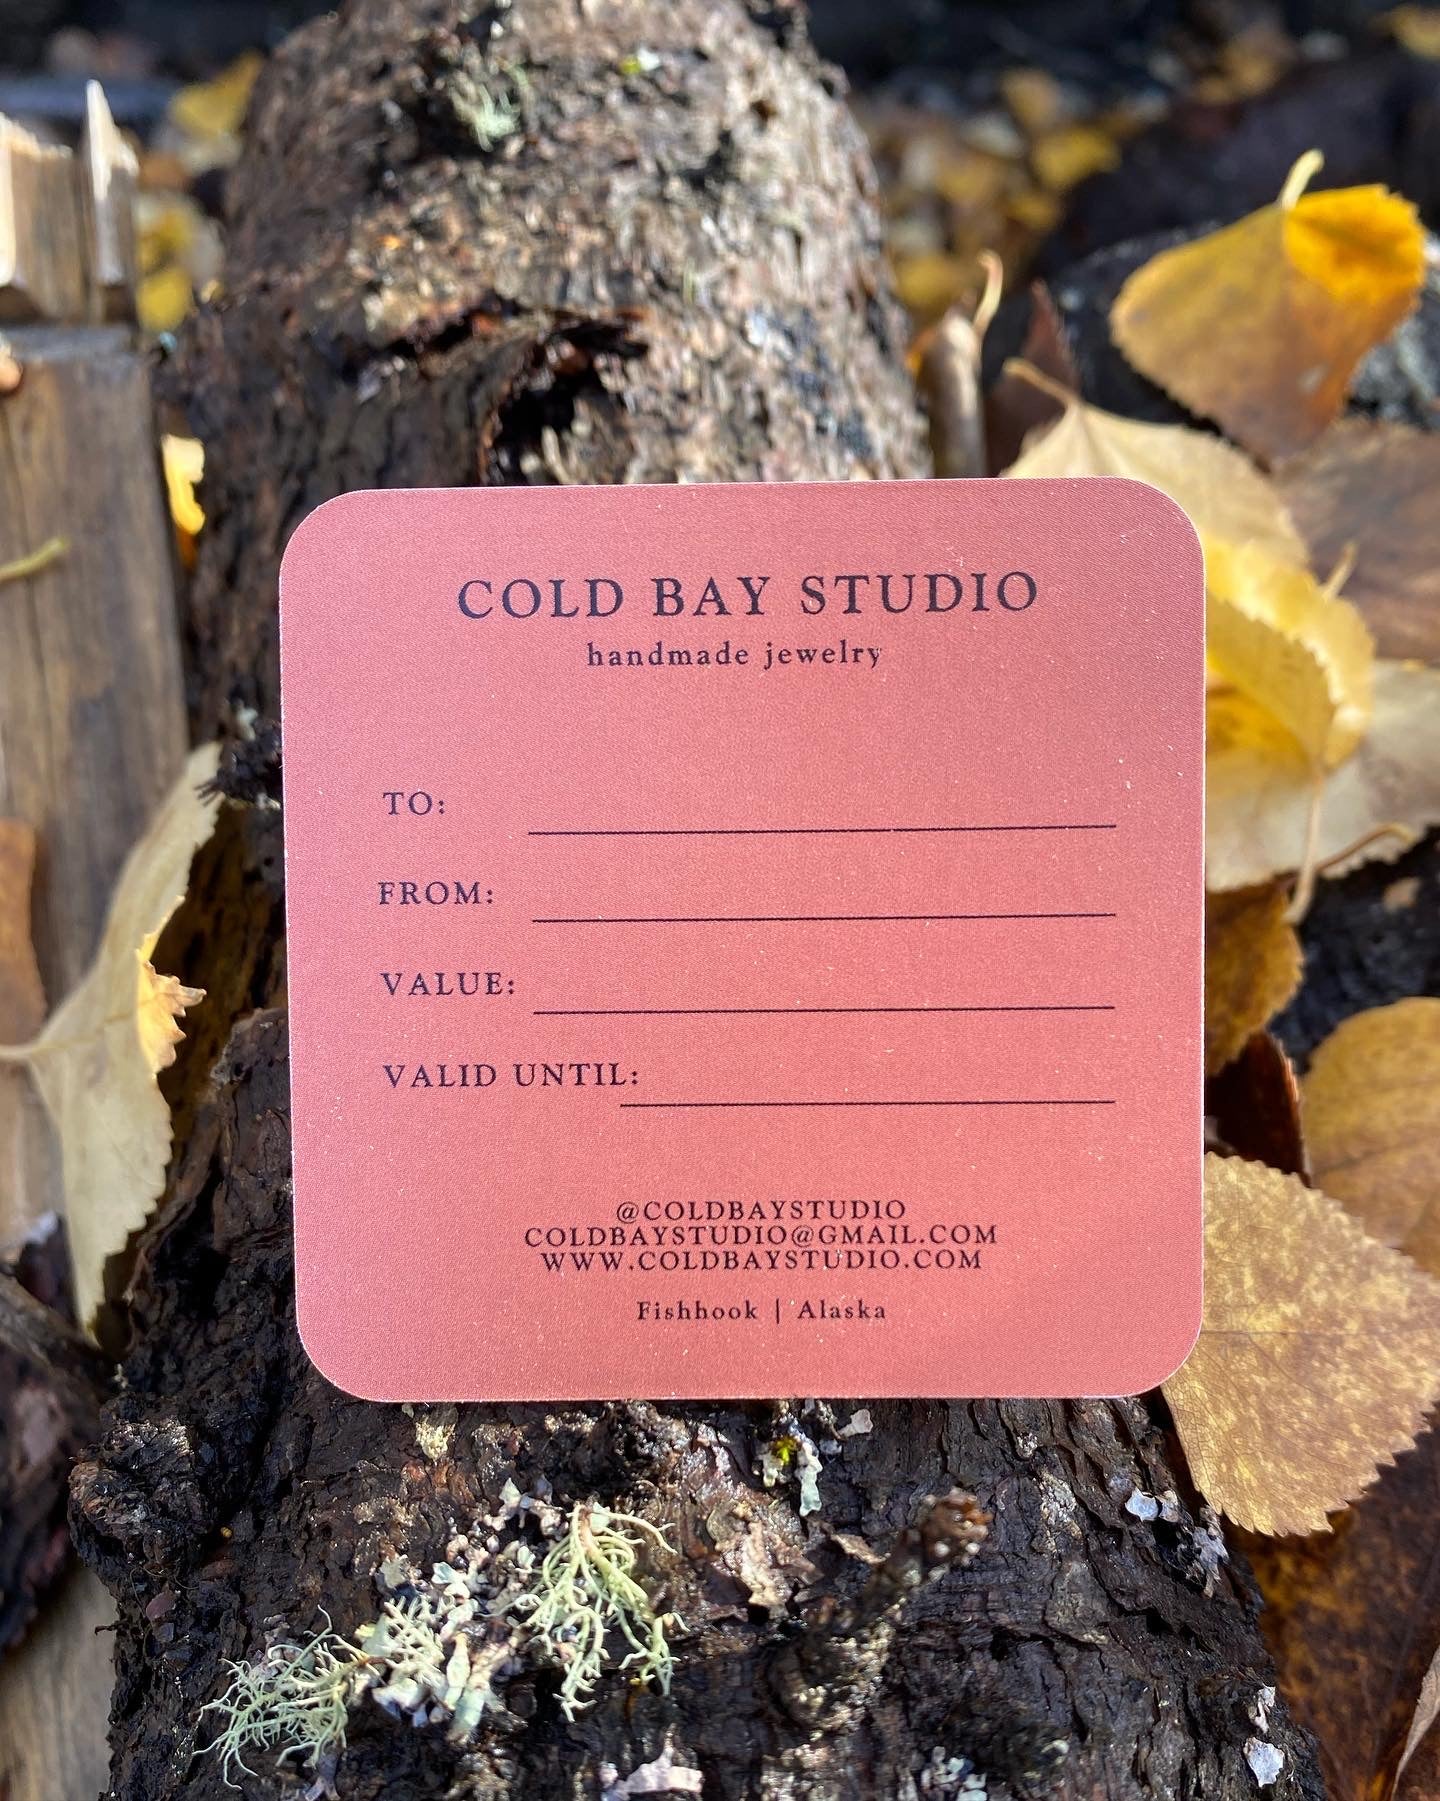 COLD BAY STUDIO
handmade jewelry
TO:
FROM:
VALUE:
VALID UNTIL:
@COLDBAYSTUDIO
COLDBAYSTUDIO@GMAIL.COM
WWW.COLDBAYSTUDIO.COM
Fishhook | Alaska